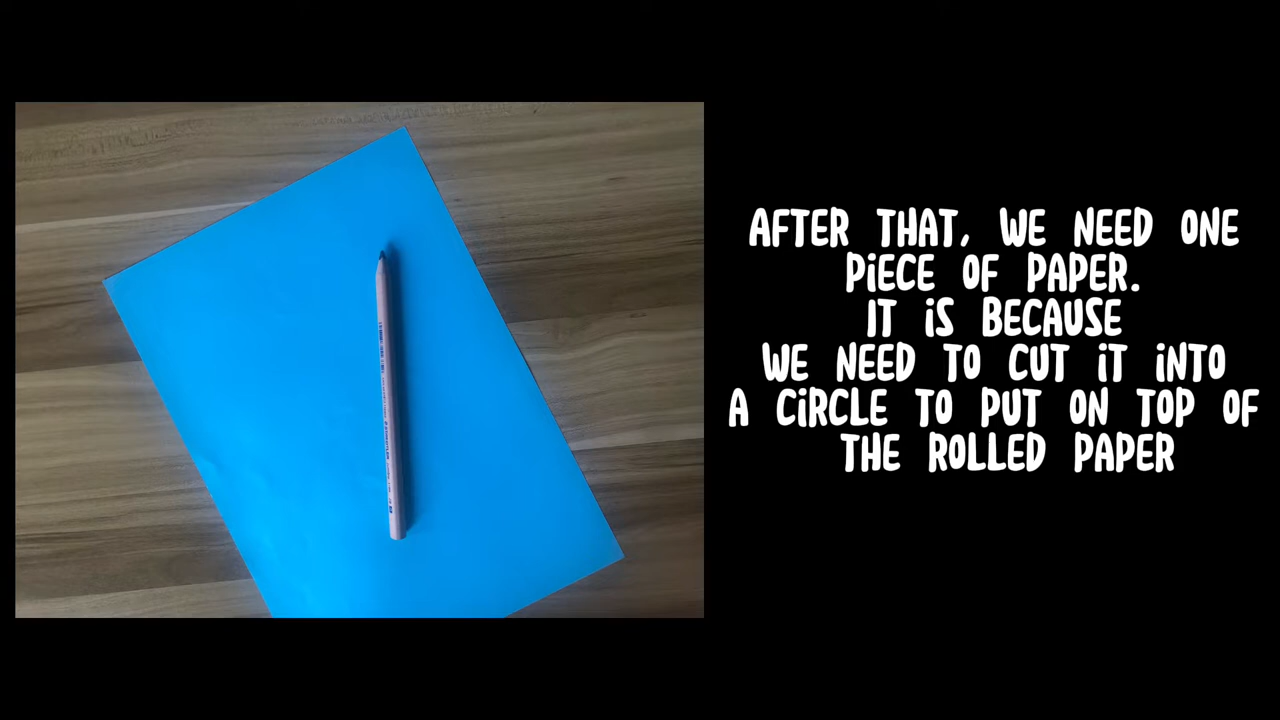 AFTER THAT, WE NEED ONE
PIECE OF PAPER.
IT IS BECAUSE
WE NEED TO CUT IT INTO
A CIRCLE TO PUT ON TOP OF
THE ROLLED PAPER